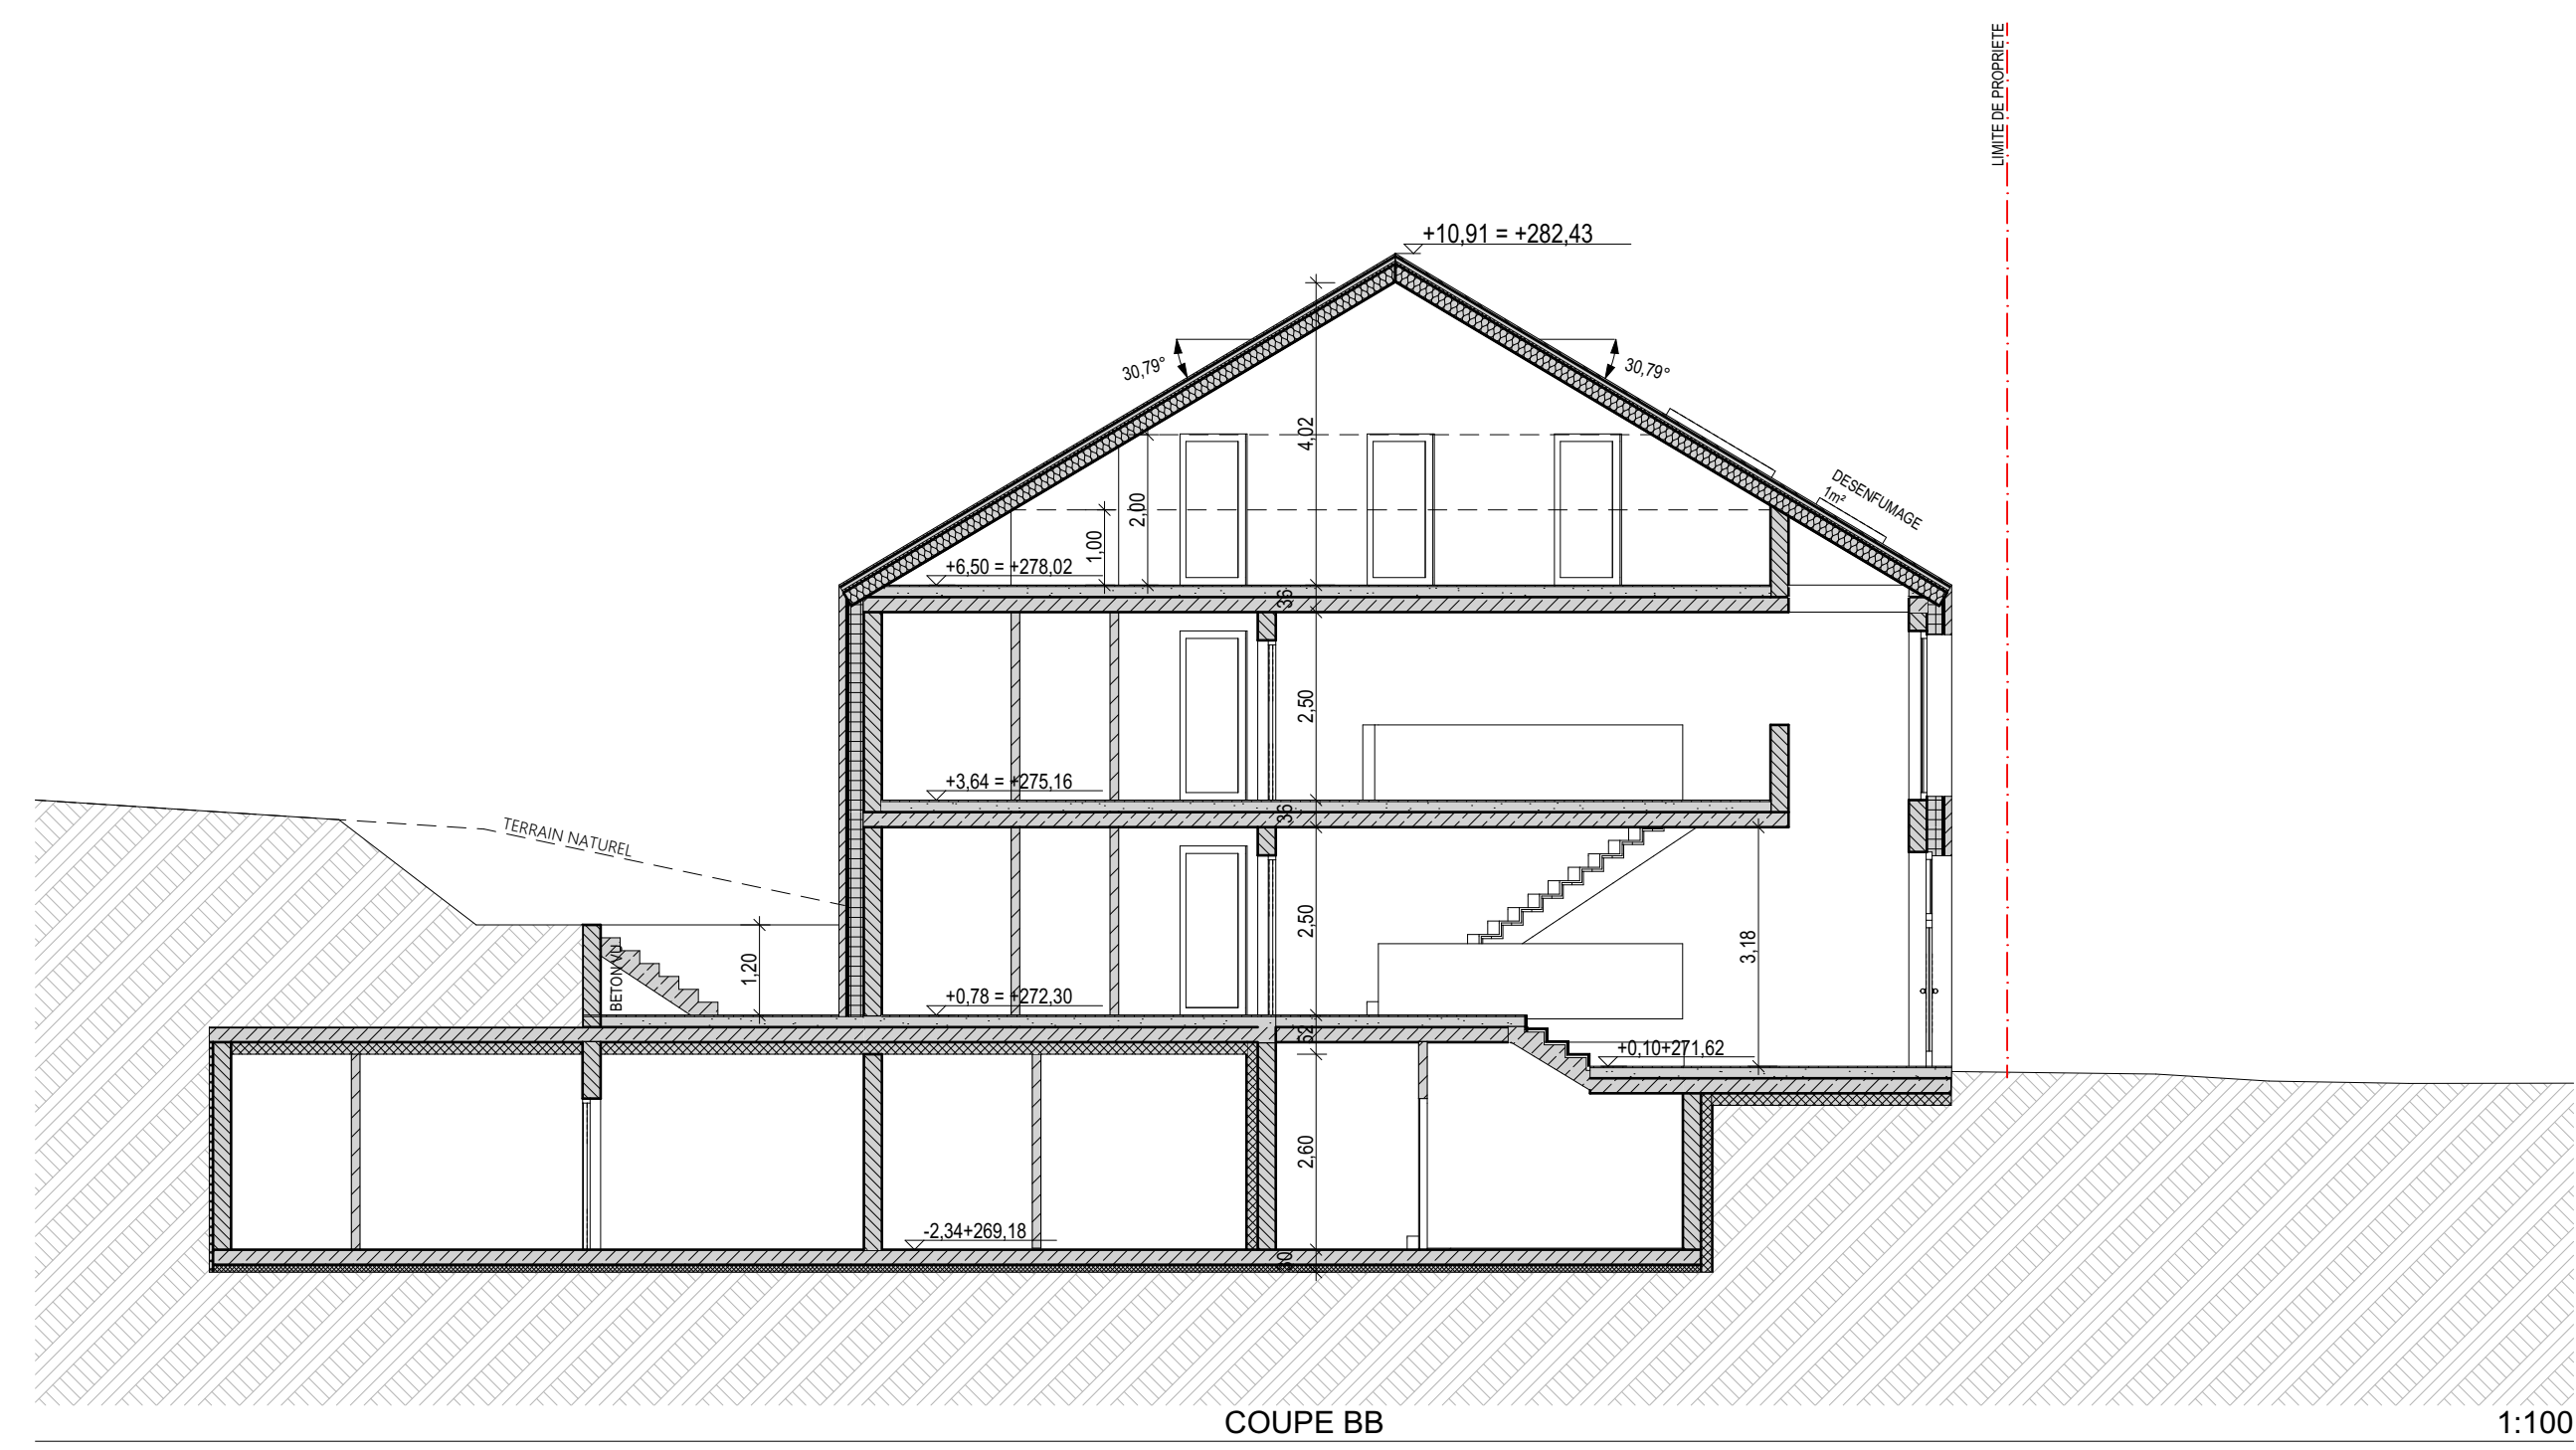 LIMITE DE PROPRIETE
+10,91 = +282,43
30,79°
30,79°
4,02
DESENFUMAGE
1m²
2,00
1,00
+6,50 = +278,02
36
2,50
+3,64 = +275,16
36
TERRAIN NATUREL
2,50
BETON VU
1,20
3,18
+0,78 = +272,30
62
+0,10+271,62
2,60
-2,34+269,18
30
COUPE BB
1:100